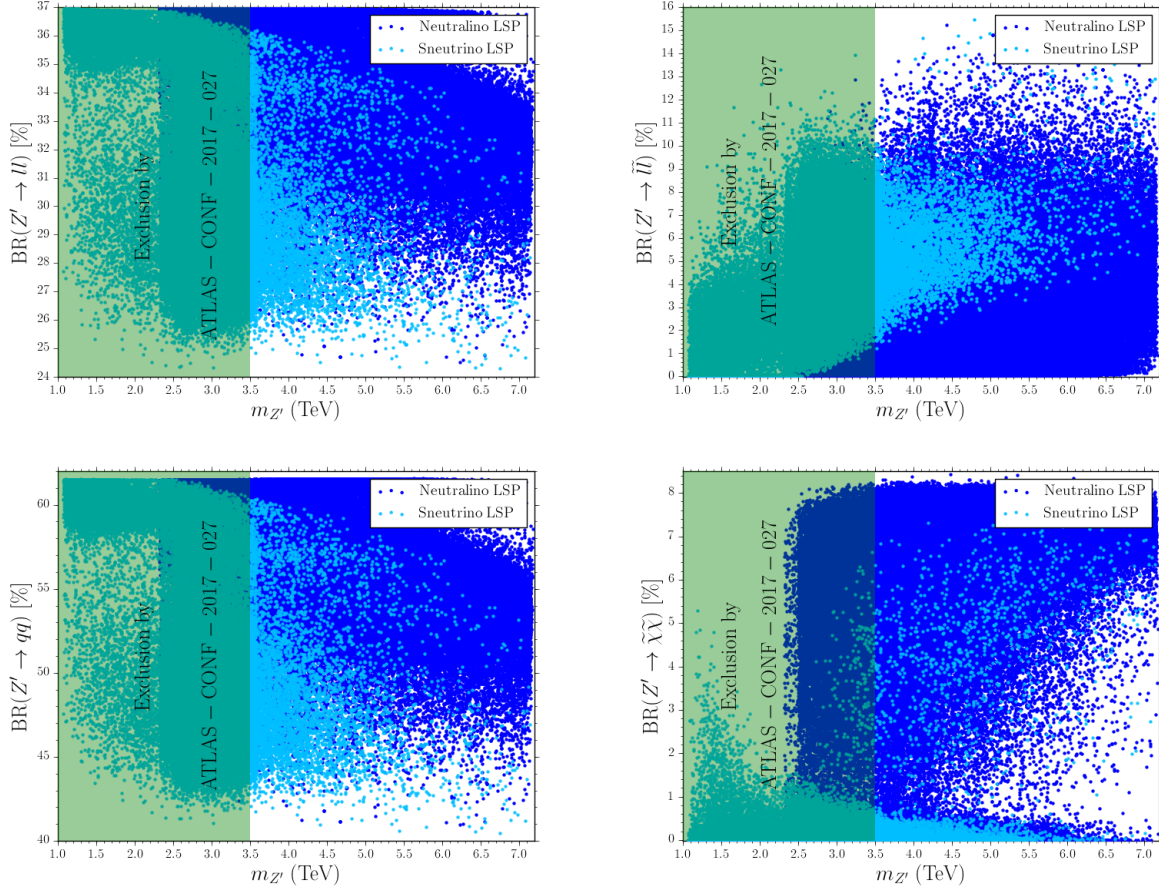 37
36
35
34
33
32
31
30
29
28
27
26
25
24
BR(Z′ → ll) [%]
Exclusion by
ATLAS − CONF − 2017 − 027
Neutralino LSP
Sneutrino LSP
1.0 1.5 2.0 2.5 3.0 3.5 4.0 4.5 5.0 5.5 6.0 6.5 7.0
m_Z′ (TeV)
16
15
14
13
12
11
10
9
8
7
6
5
4
3
2
1
0
BR(Z′ → l̃l̃) [%]
Exclusion by
ATLAS − CONF − 2017 − 027
Neutralino LSP
Sneutrino LSP
1.0 1.5 2.0 2.5 3.0 3.5 4.0 4.5 5.0 5.5 6.0 6.5 7.0
m_Z′ (TeV)
60
55
50
45
40
BR(Z′ → qq) [%]
Exclusion by
ATLAS − CONF − 2017 − 027
Neutralino LSP
Sneutrino LSP
1.0 1.5 2.0 2.5 3.0 3.5 4.0 4.5 5.0 5.5 6.0 6.5 7.0
m_Z′ (TeV)
8
7
6
5
4
3
2
1
0
BR(Z′ → χ̃χ̃) [%]
Exclusion by
ATLAS − CONF − 2017 − 027
Neutralino LSP
Sneutrino LSP
1.0 1.5 2.0 2.5 3.0 3.5 4.0 4.5 5.0 5.5 6.0 6.5 7.0
m_Z′ (TeV)